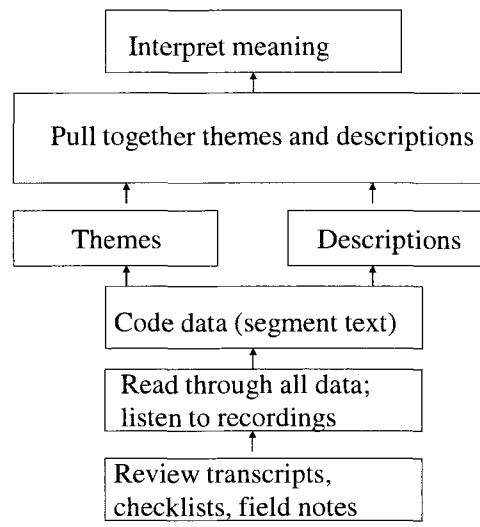 Interpret meaning
Pull together themes and descriptions
Themes
Descriptions
Code data (segment text)
Read through all data;
listen to recordings
Review transcripts,
checklists, field notes